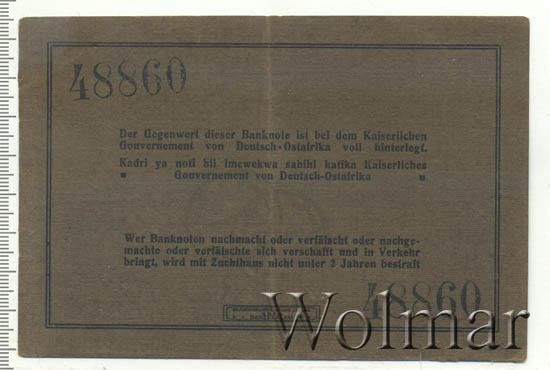 48860
Der Gegenwert dieser Banknote ist bei dem Kaiserlichen
Gouvernement von Deutsch-Ostafrika voll hinterlegt.
Kadri ya noti hii imewekwa sahihi katika Kaiserliches
" Gouvernement von Deutsch-Ostafrika "
Wer Banknoten nachmacht oder verfälscht oder nachge-
machte oder verfälschte sich verschafft und in Verkehr
bringt, wird mit Zuchthaus nicht unter 2 Jahren bestraft
48860
Wolmar